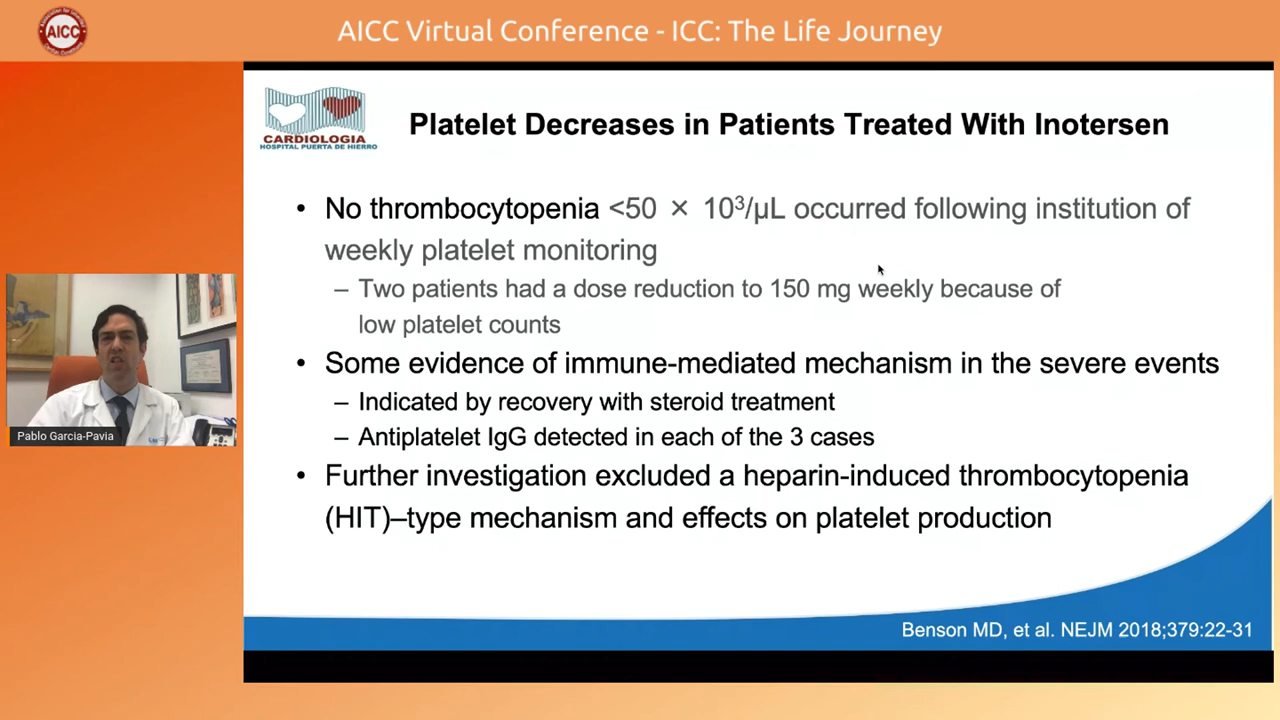 AICC Virtual Conference - ICC: The Life Journey
AICC
CARDIOLOGIA
HOSPITAL PUERTA DE HIERRO
Platelet Decreases in Patients Treated With Inotersen
• No thrombocytopenia <50 × 10³/µL occurred following institution of
weekly platelet monitoring
– Two patients had a dose reduction to 150 mg weekly because of
low platelet counts
• Some evidence of immune-mediated mechanism in the severe events
– Indicated by recovery with steroid treatment
– Antiplatelet IgG detected in each of the 3 cases
• Further investigation excluded a heparin-induced thrombocytopenia
(HIT)–type mechanism and effects on platelet production
Benson MD, et al. NEJM 2018;379:22-31
Pablo Garcia-Pavia